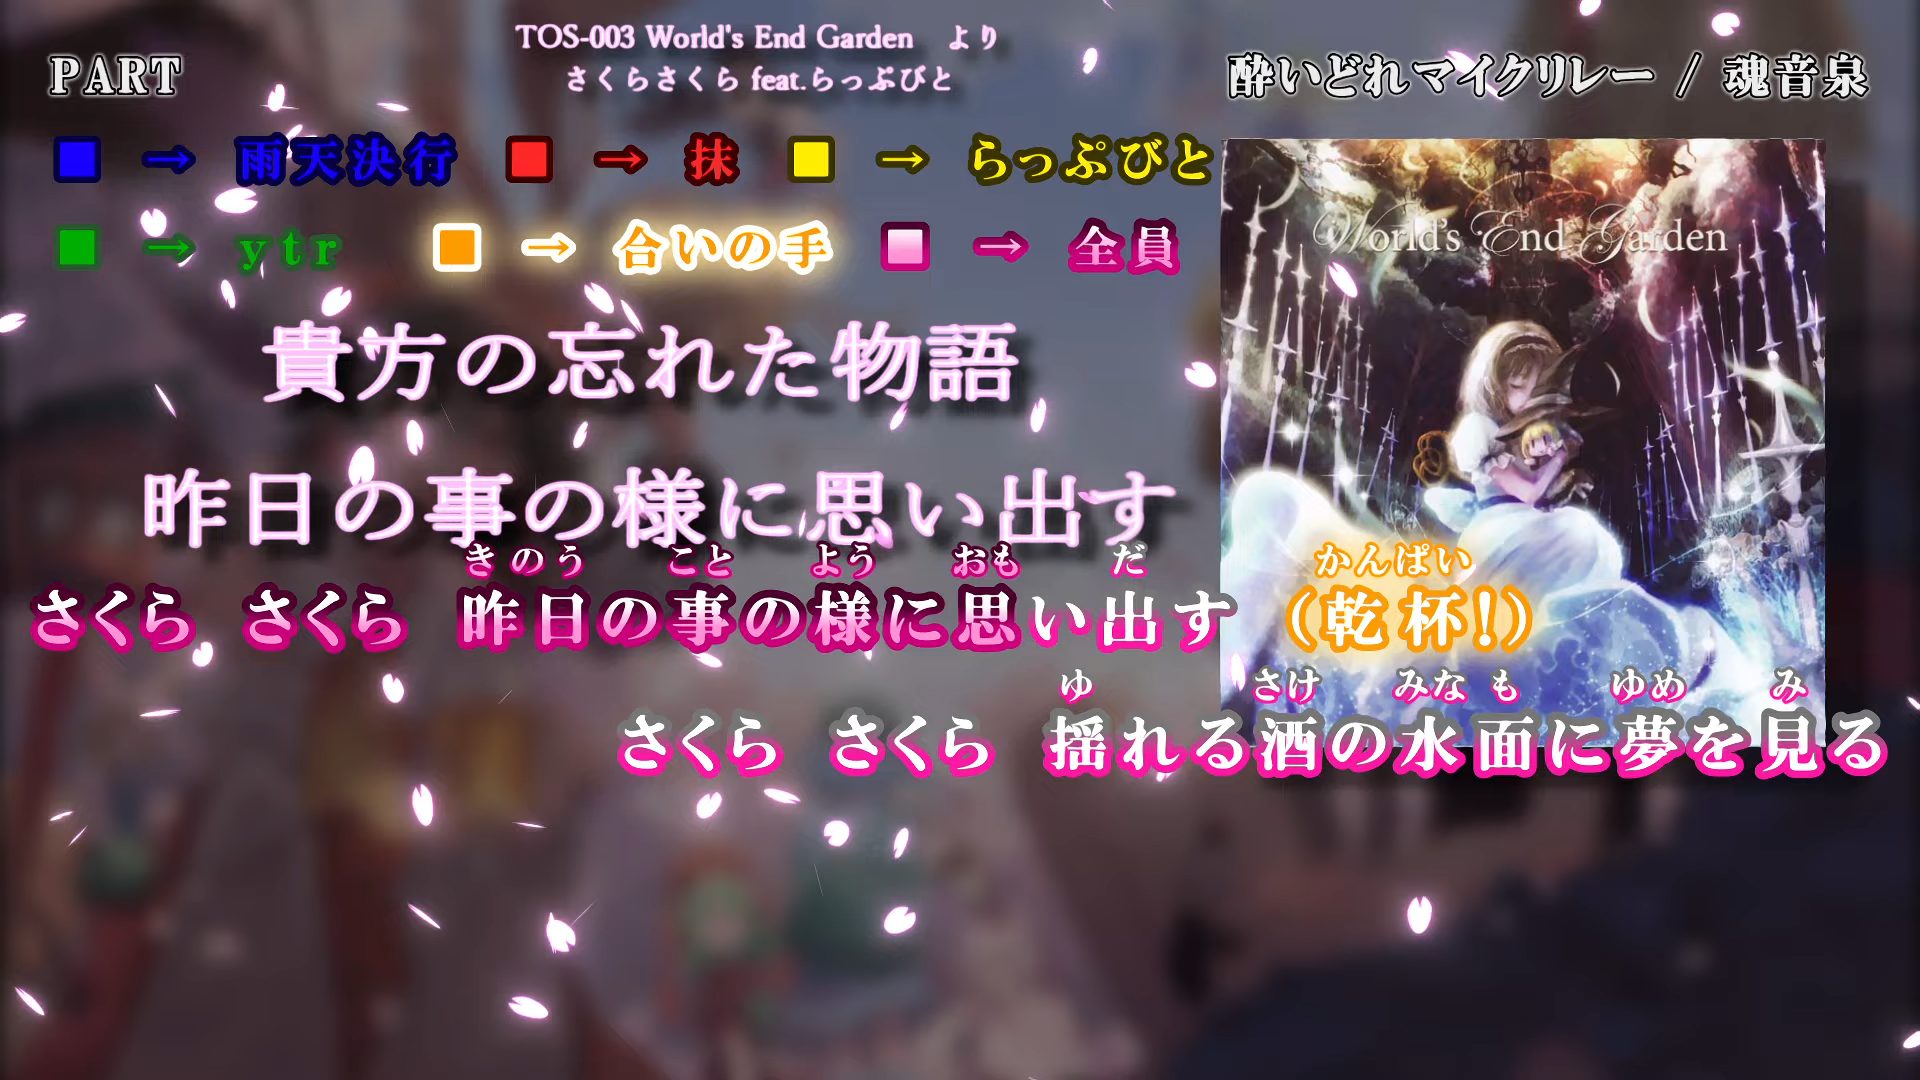 TOS-003 World's End Garden より
さくらさくら feat.らっぷびと
PART
酔いどれマイクリレー / 魂音泉
■ → 雨天決行 ■ → 抹 ■ → らっぷびと
■ → ytr ■ → 合いの手 ■ → 全員
World's End Garden
貴方の忘れた物語
昨日の事の様に思い出す
きのう こと よう おも だ かんぱい
さくら さくら 昨日の事の様に思い出す （乾杯!）
ゆ さけ みなも ゆめ み
さくら さくら 揺れる酒の水面に夢を見る